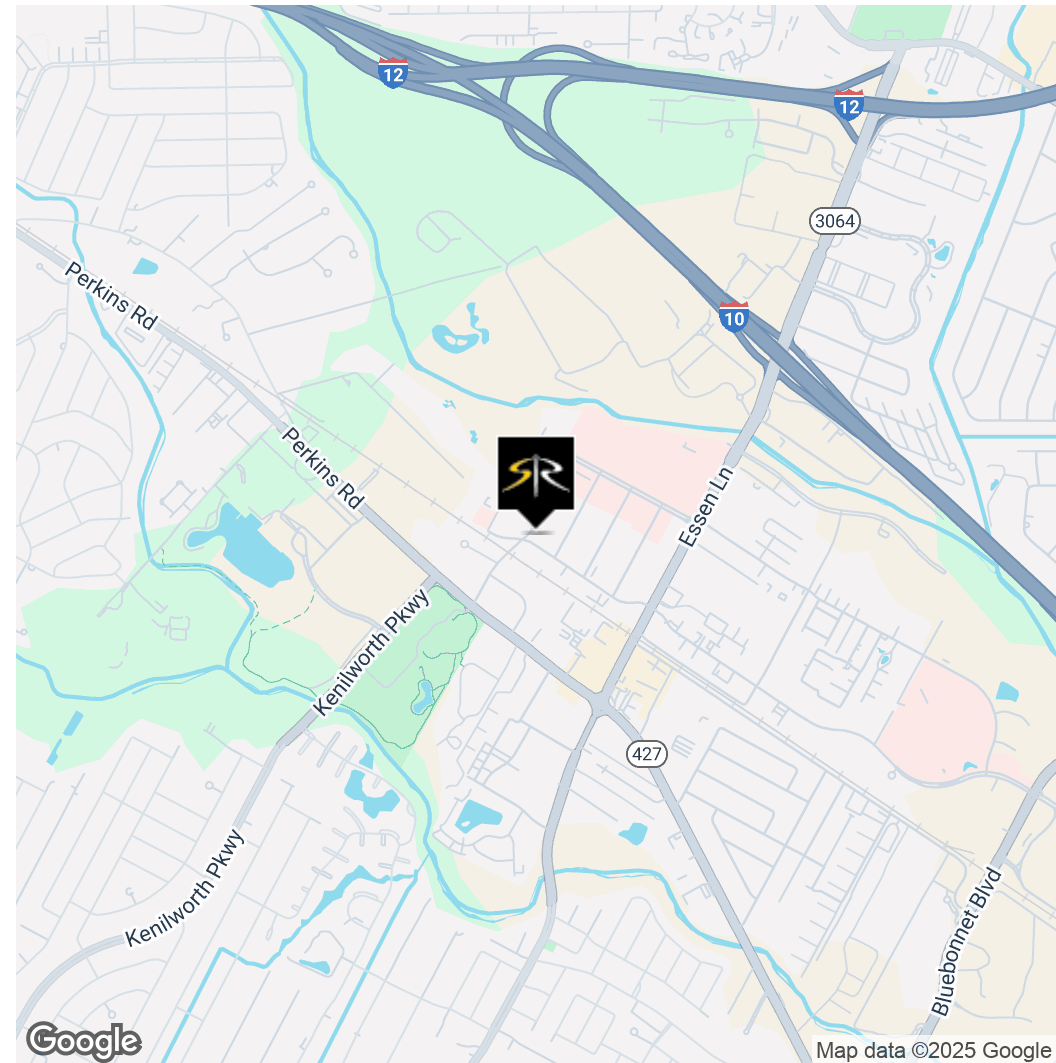 12
12
3064
Perkins Rd
10
Perkins Rd
SR
Essen Ln
Kenilworth Pkwy
427
Kenilworth Pkwy
Bluebonnet Blvd
Google
Map data ©2025 Google